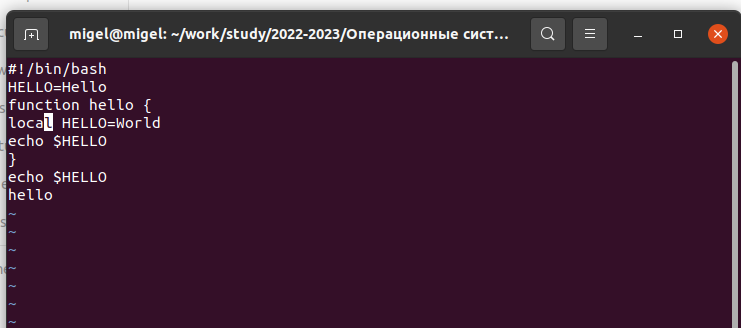 migel@migel: ~/work/study/2022-2023/Операционные сист...
#!/bin/bash
HELLO=Hello
function hello {
local HELLO=World
echo $HELLO
}
echo $HELLO
hello
~
~
~
~
~
~
~